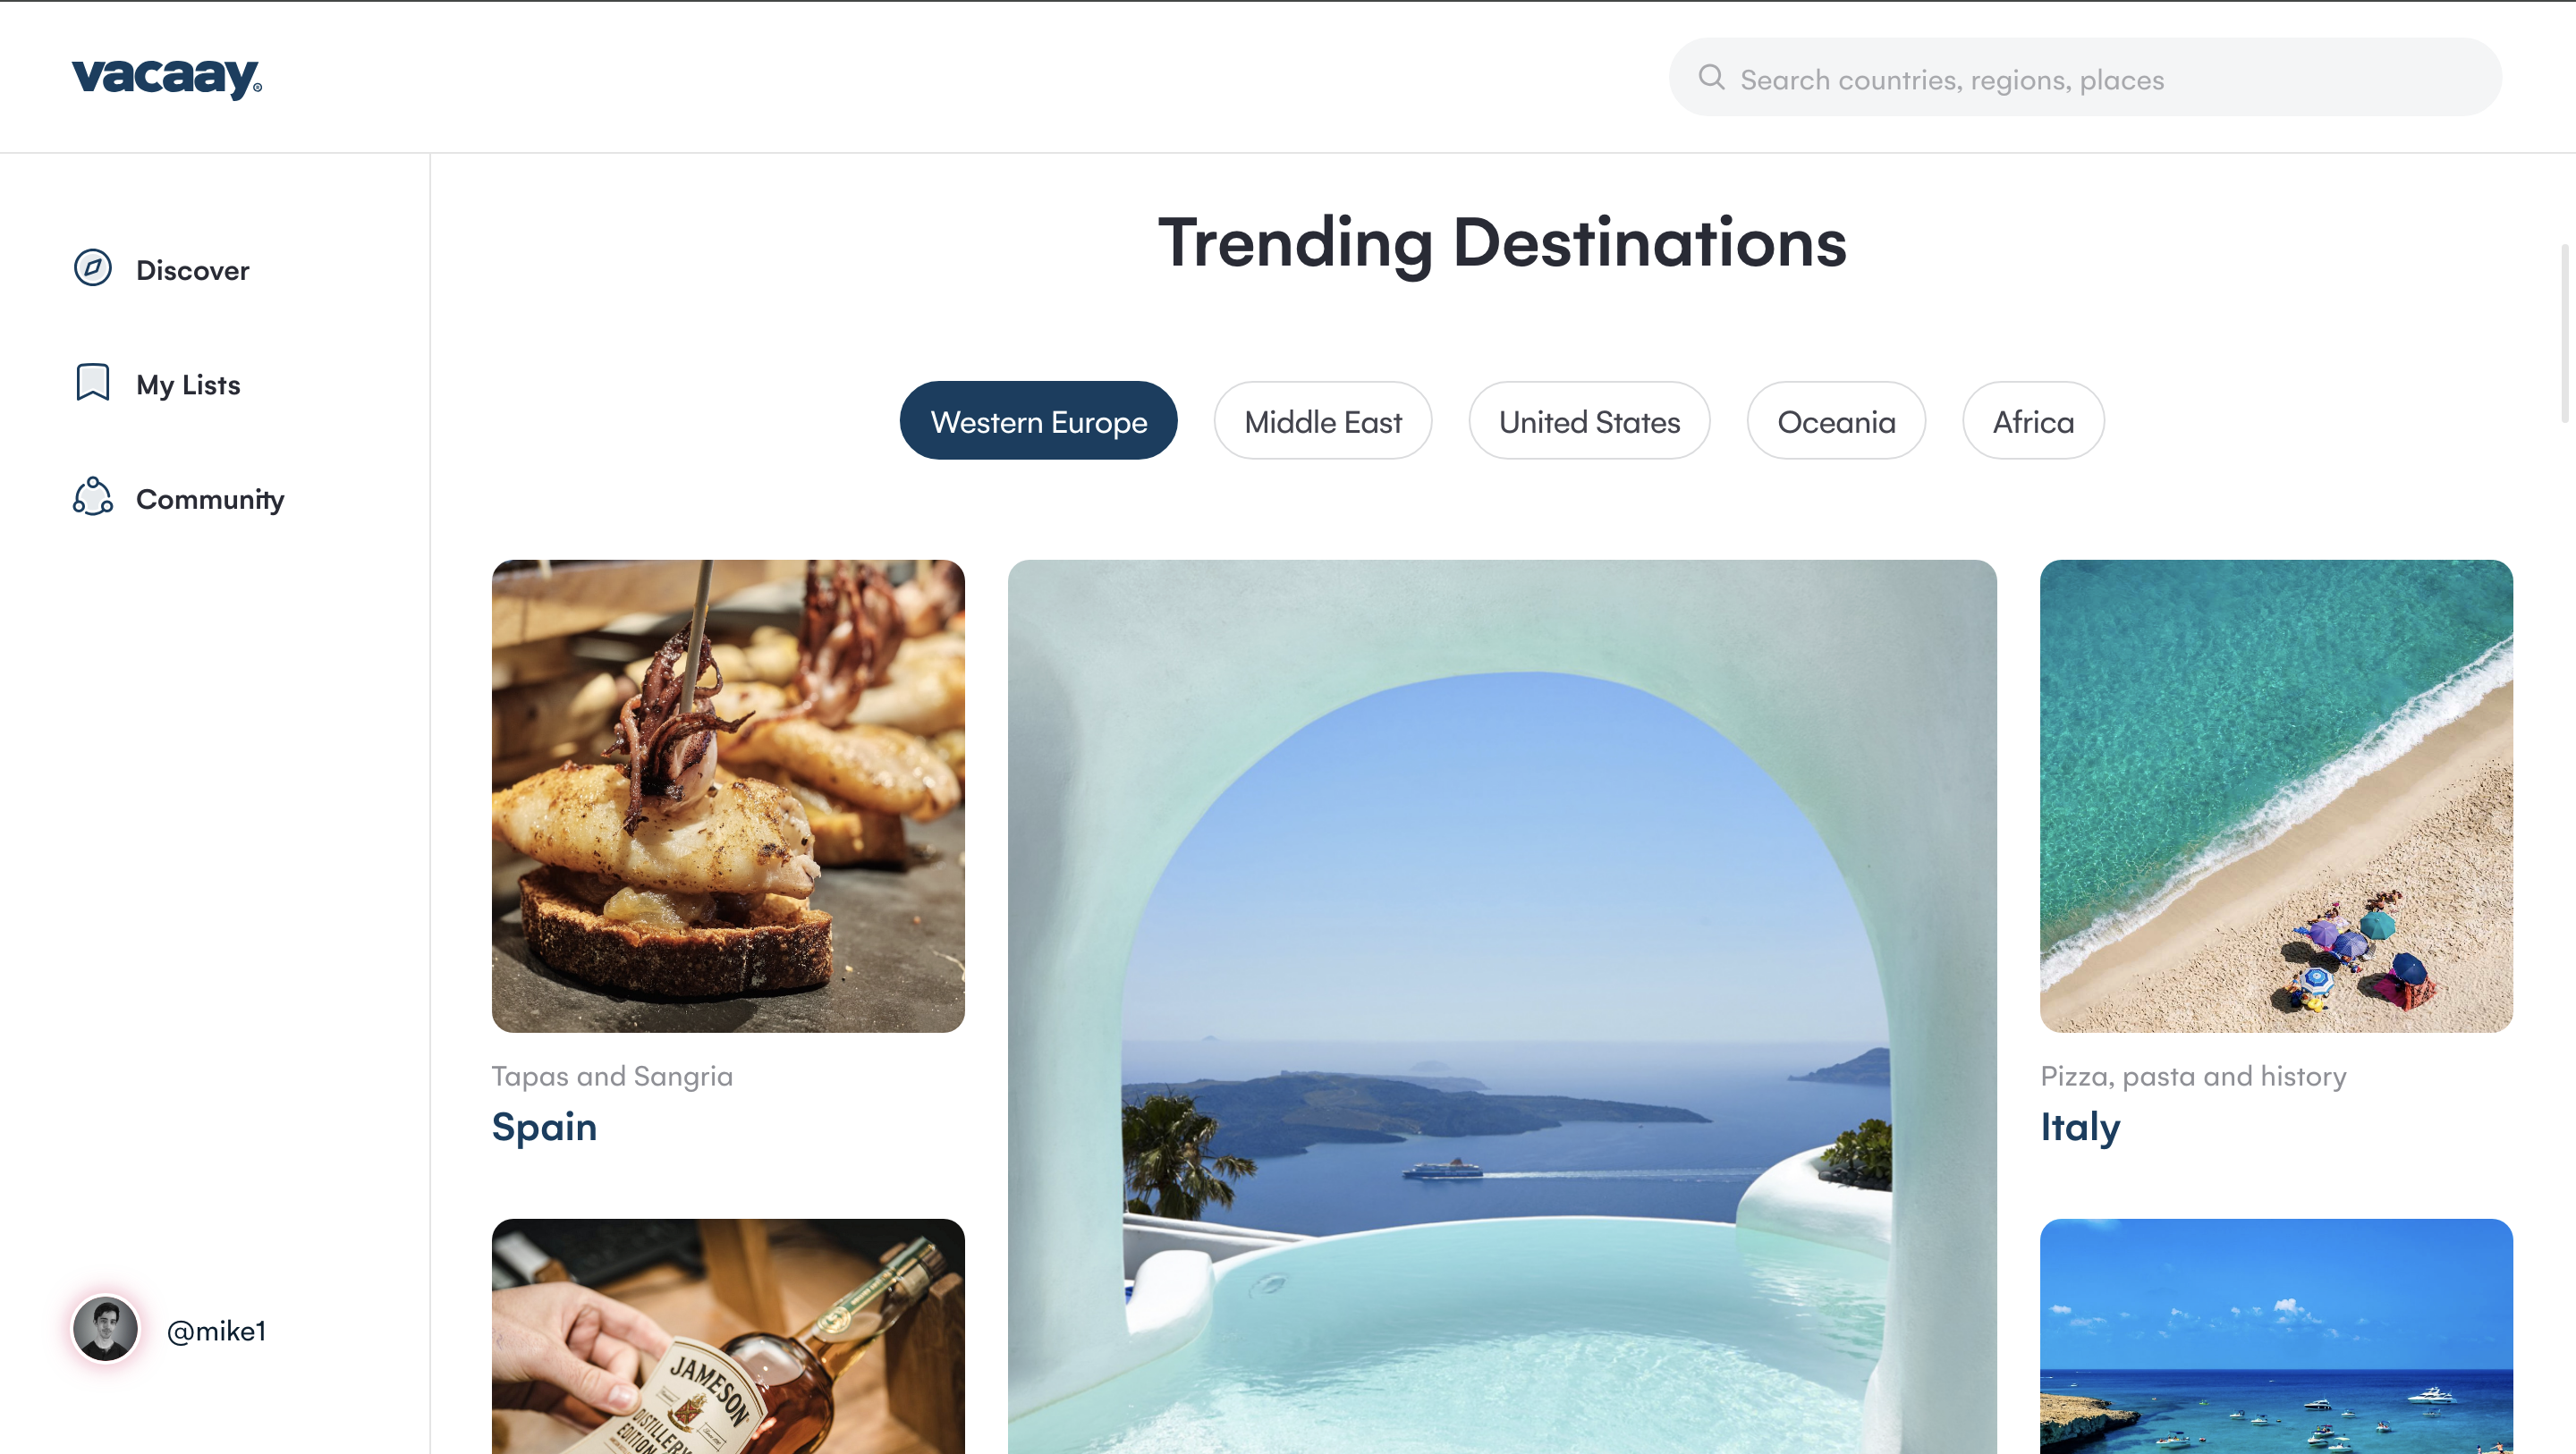 vacaay®
Search countries, regions, places
Discover
My Lists
Community
@mike1
Trending Destinations
Western Europe
Middle East
United States
Oceania
Africa
Tapas and Sangria
Spain
Pizza, pasta and history
Italy
JAMESON
DISTILLERY
EDITION